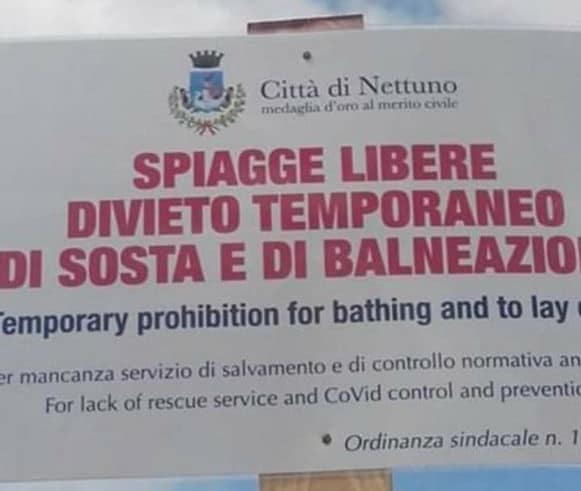 Città di Nettuno
medaglia d'oro al merito civile
SPIAGGE LIBERE
DIVIETO TEMPORANEO
DI SOSTA E DI BALNEAZIO
Temporary prohibition for bathing and to lay
er mancanza servizio di salvamento e di controllo normativa an
For lack of rescue service and CoVid control and preventio
Ordinanza sindacale n. 1